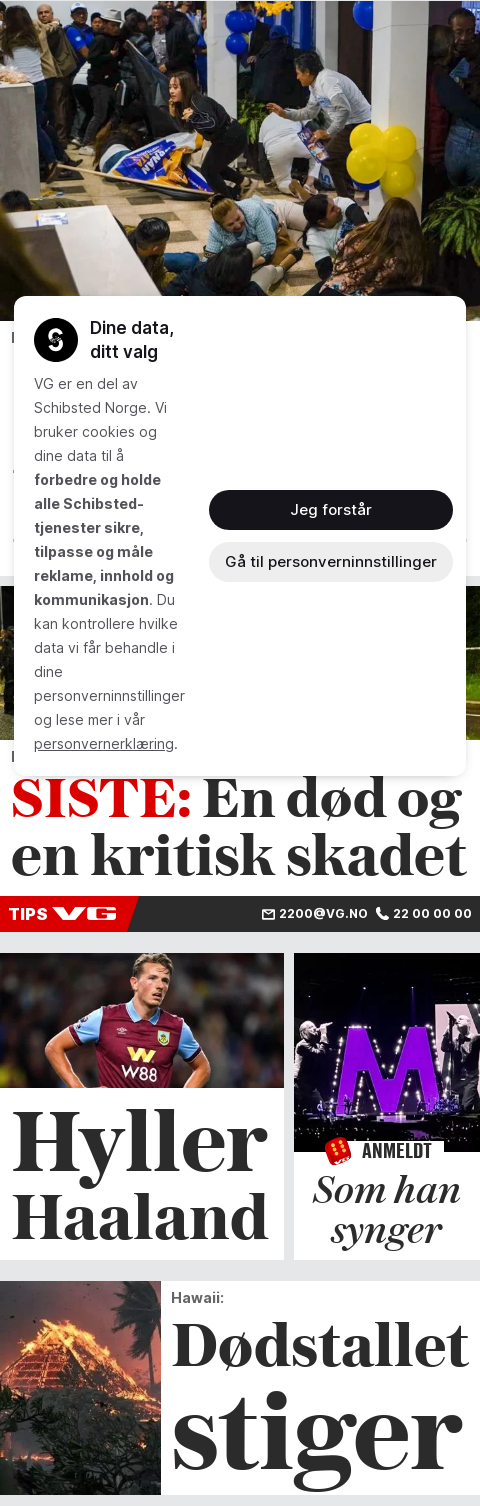 Dine data,
ditt valg
VG er en del av
Schibsted Norge. Vi
bruker cookies og
dine data til å
forbedre og holde
alle Schibsted-
tjenester sikre,
tilpasse og måle
reklame, innhold og
kommunikasjon. Du
kan kontrollere hvilke
data vi får behandle i
dine
personverninnstillinger
og lese mer i vår
personvernerklæring.
Jeg forstår
Gå til personverninnstillinger
SISTE: En død og
en kritisk skadet
TIPS VG 2200@VG.NO 22 00 00 00
W88
Hyller
Haaland
M
VG ANMELDT
Som han
synger
Hawaii:
Dødstallet
stiger